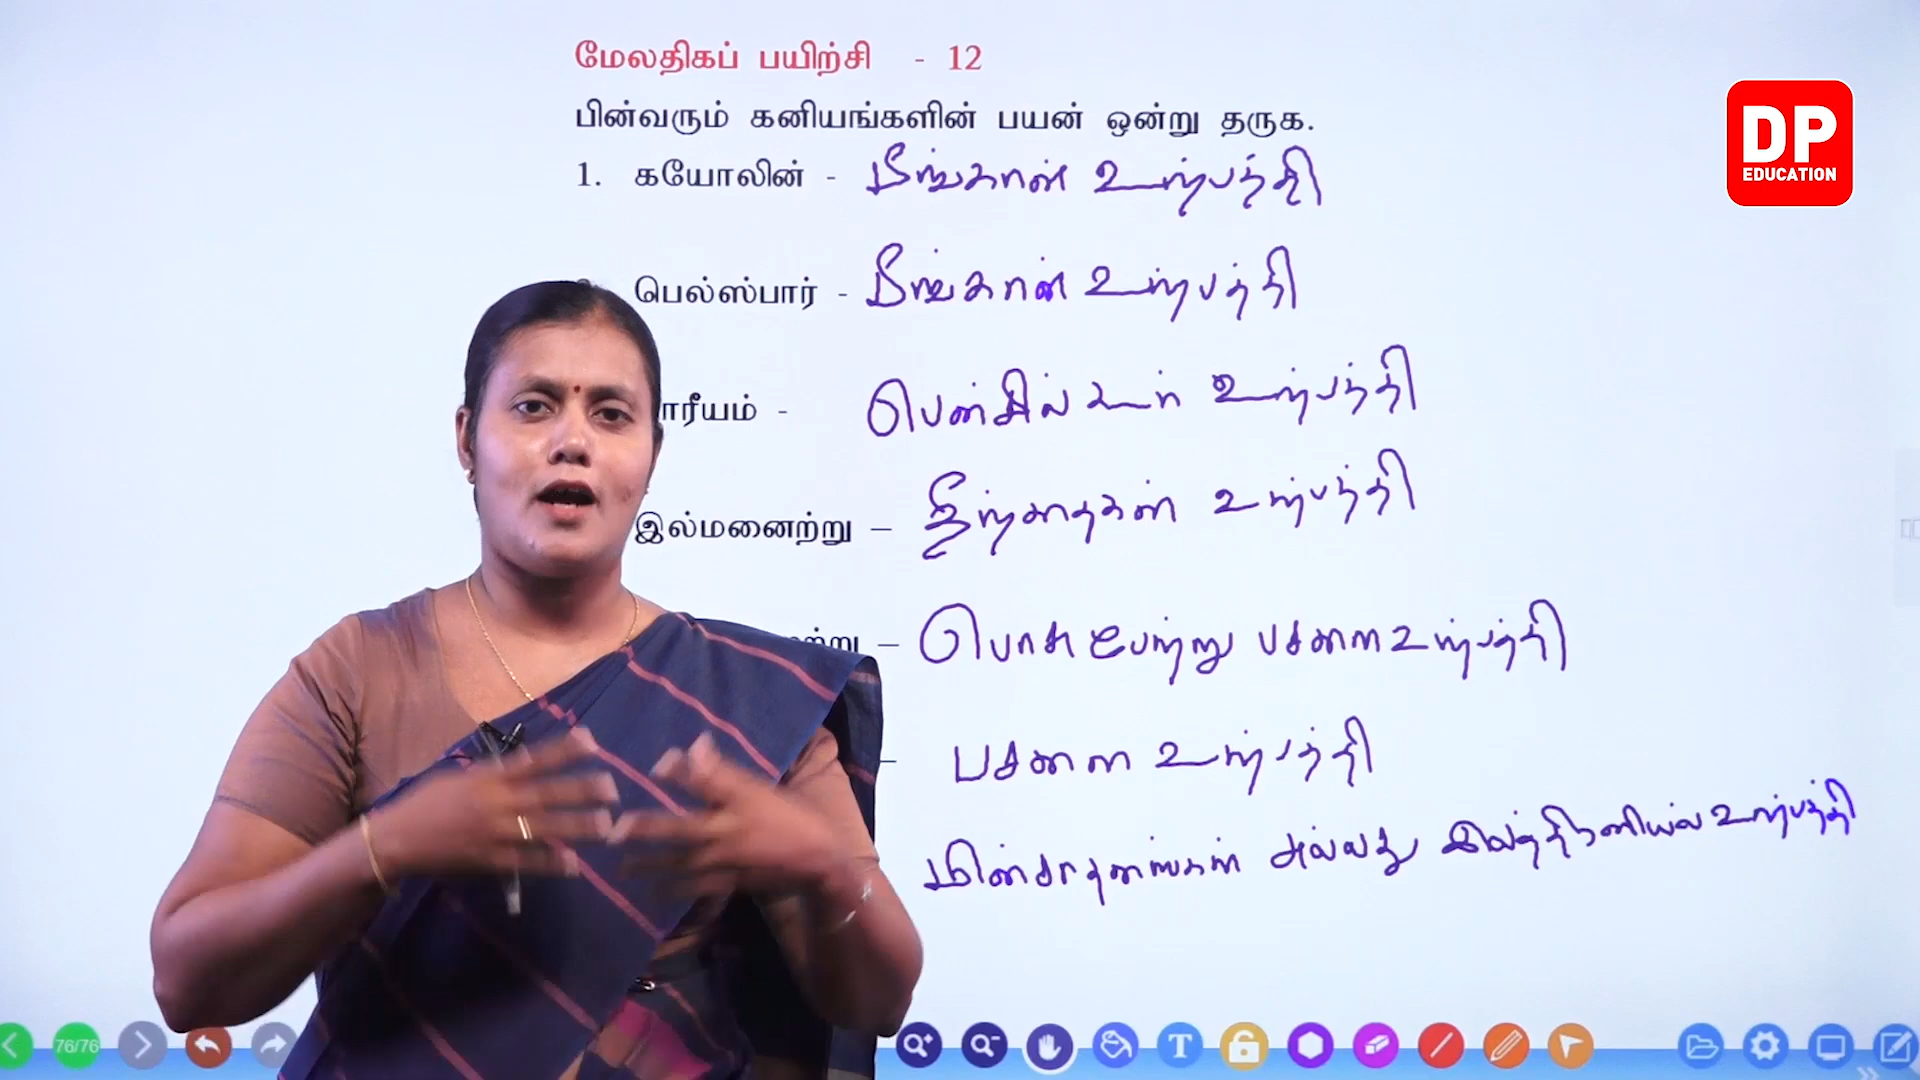 மேலதிகப் பயிற்சி - 12
DP
EDUCATION
பின்வரும் கனியங்களின் பயன் ஒன்று தருக.
1. கயோலின் - பீங்கான் உற்பத்தி
பெல்ஸ்பார் - பீங்கான் உற்பத்தி
ாரீயம் - பென்சில் கூர் உற்பத்தி
இல்மனைற்று – தீந்தைகள் உற்பத்தி
ற்று – பொசுபேற்று பசளை உற்பத்தி
- பசளை உற்பத்தி
மின்சாதனங்கள் அல்லது இலத்திரனியல் உற்பத்தி
76/76